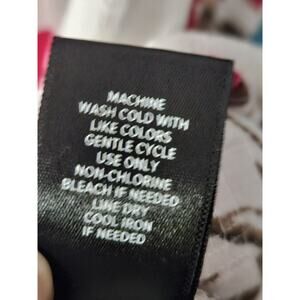 MACHINE
WASH COLD WITH
LIKE COLORS
GENTLE CYCLE
USE ONLY
NON-CHLORINE
BLEACH IF NEEDED
LINE DRY
COOL IRON
IF NEEDED